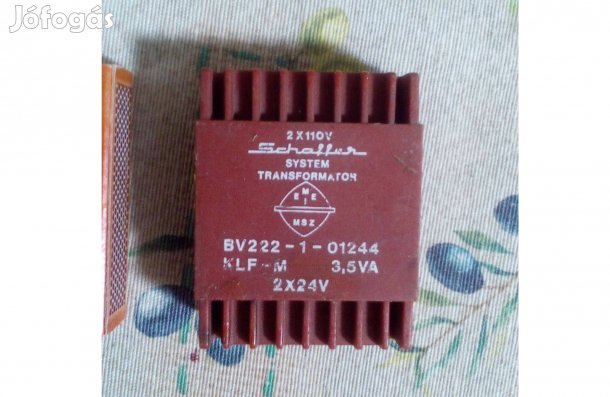 Jófogás
2X110V
Schaffer
SYSTEM
TRANSFORMATOR
M
E E
I
MSZ
BV222-1-01244
KLF-M 3,5VA
2X24V